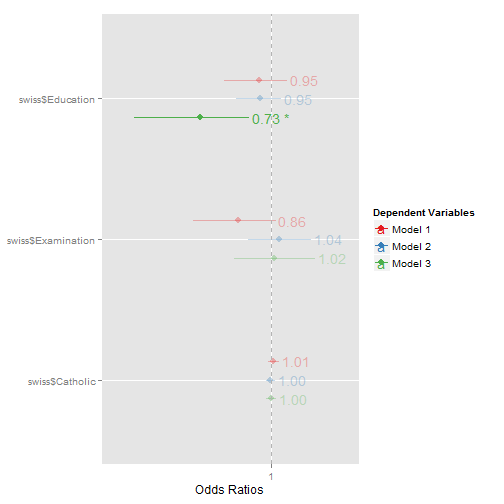 swiss$Education
0.95
0.95
0.73 *
swiss$Examination
0.86
1.04
1.02
swiss$Catholic
1.01
1.00
1.00
1
Odds Ratios
Dependent Variables
a Model 1
a Model 2
a Model 3